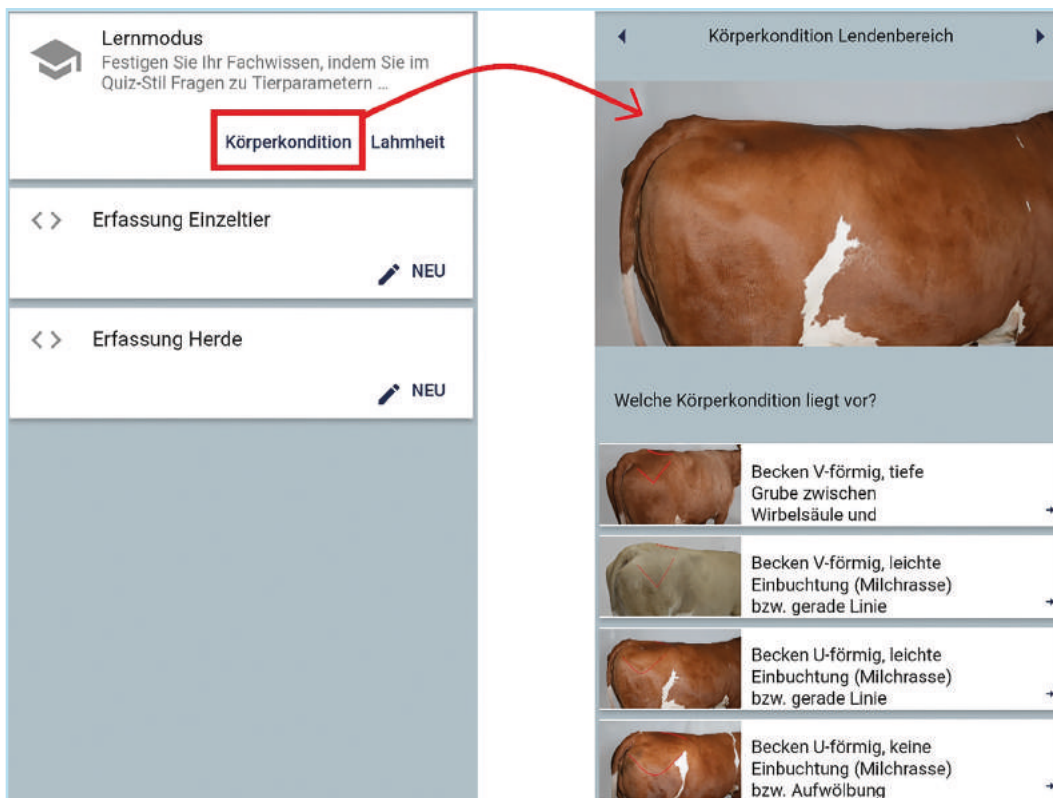 Lernmodus
Festigen Sie Ihr Fachwissen, indem Sie im
Quiz-Stil Fragen zu Tierparametern ...
Körperkondition Lahmheit
Erfassung Einzeltier
NEU
Erfassung Herde
NEU
Körperkondition Lendenbereich
Welche Körperkondition liegt vor?
Becken V-förmig, tiefe
Grube zwischen
Wirbelsäule und
Becken V-förmig, leichte
Einbuchtung (Milchrasse)
bzw. gerade Linie
Becken U-förmig, leichte
Einbuchtung (Milchrasse)
bzw. gerade Linie
Becken U-förmig, keine
Einbuchtung (Milchrasse)
bzw. Aufwölbung